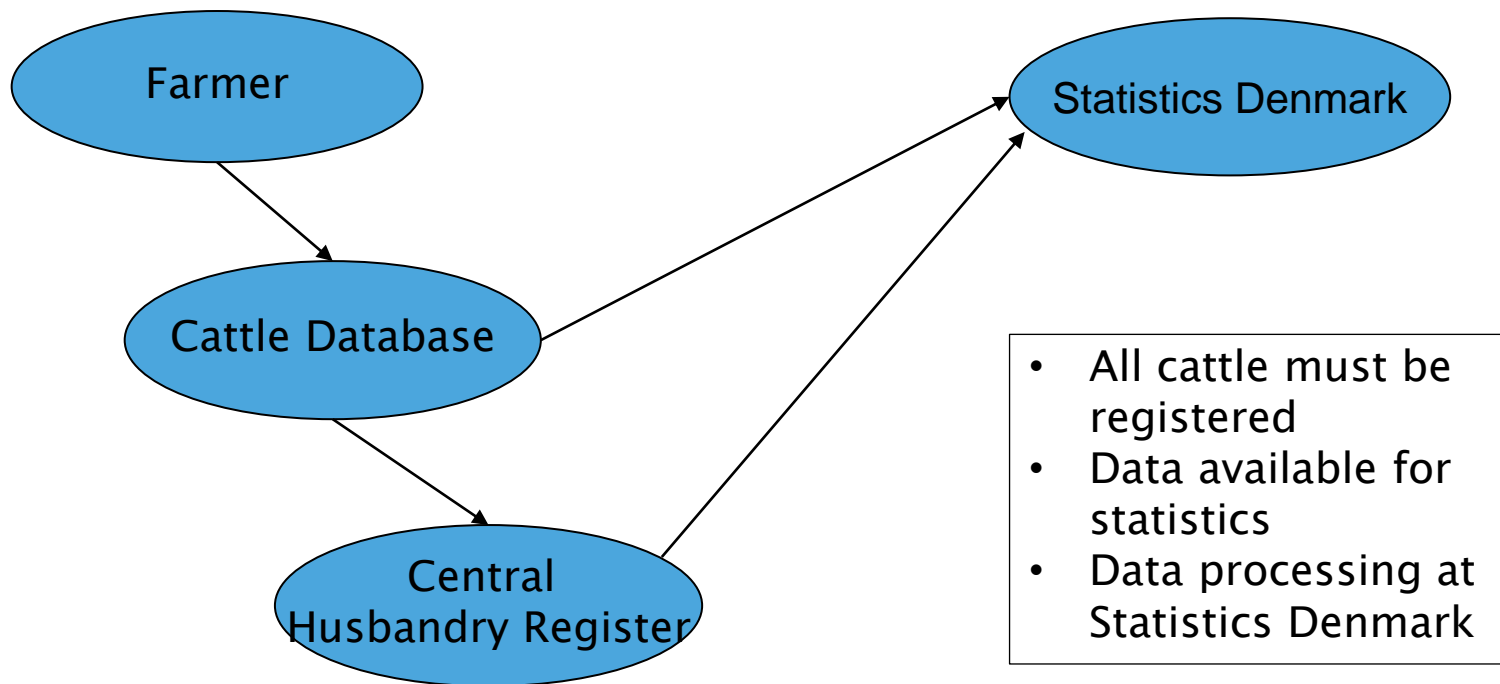 Farmer
Statistics Denmark
Cattle Database
Central
Husbandry Register
• All cattle must be
registered
• Data available for
statistics
• Data processing at
Statistics Denmark